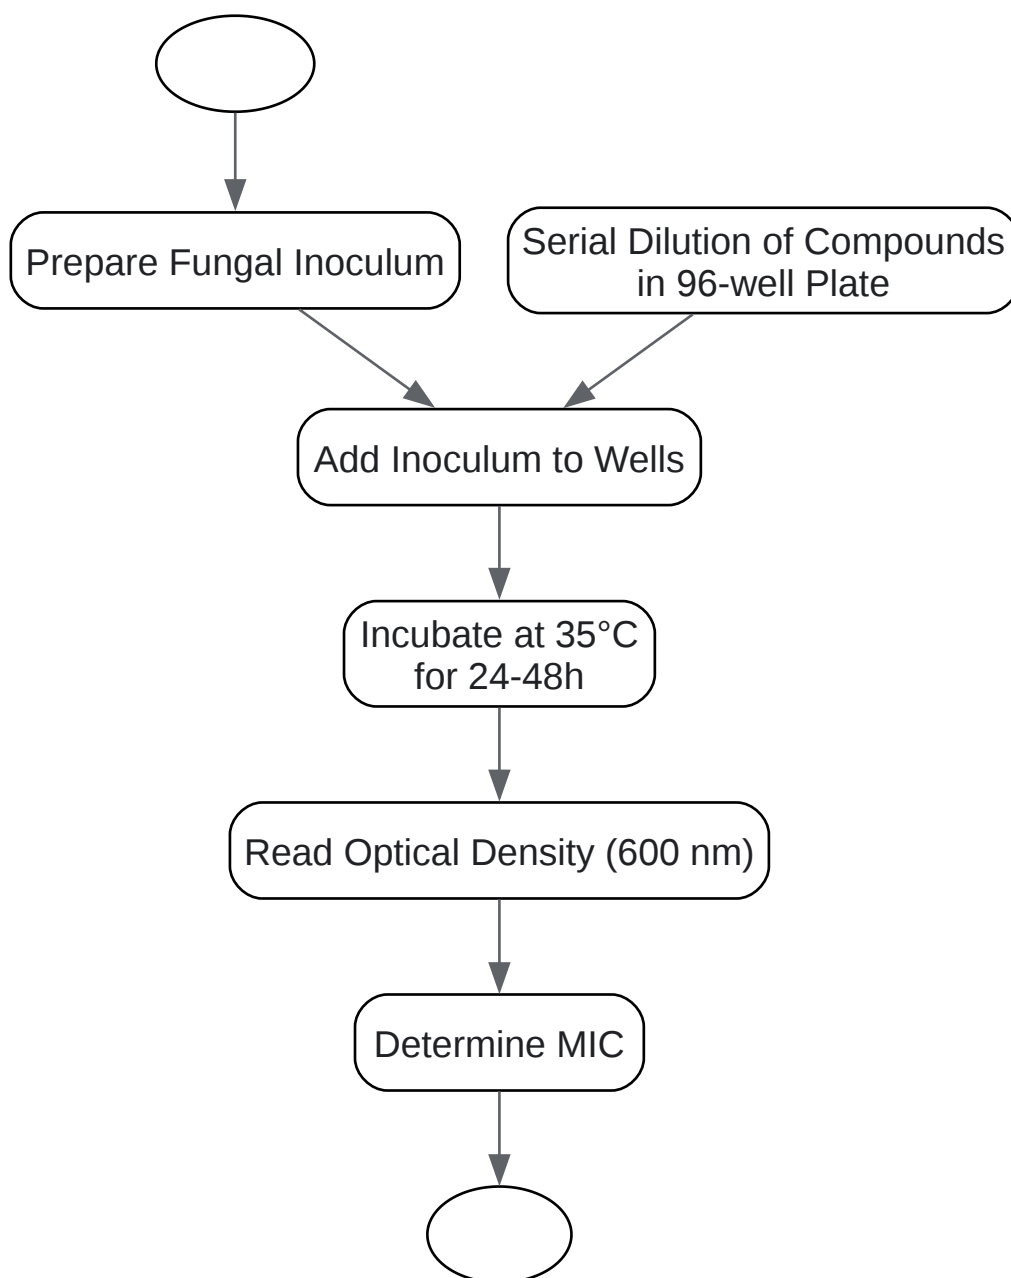 Prepare Fungal Inoculum
Serial Dilution of Compounds
in 96-well Plate
Add Inoculum to Wells
Incubate at 35°C
for 24-48h
Read Optical Density (600 nm)
Determine MIC